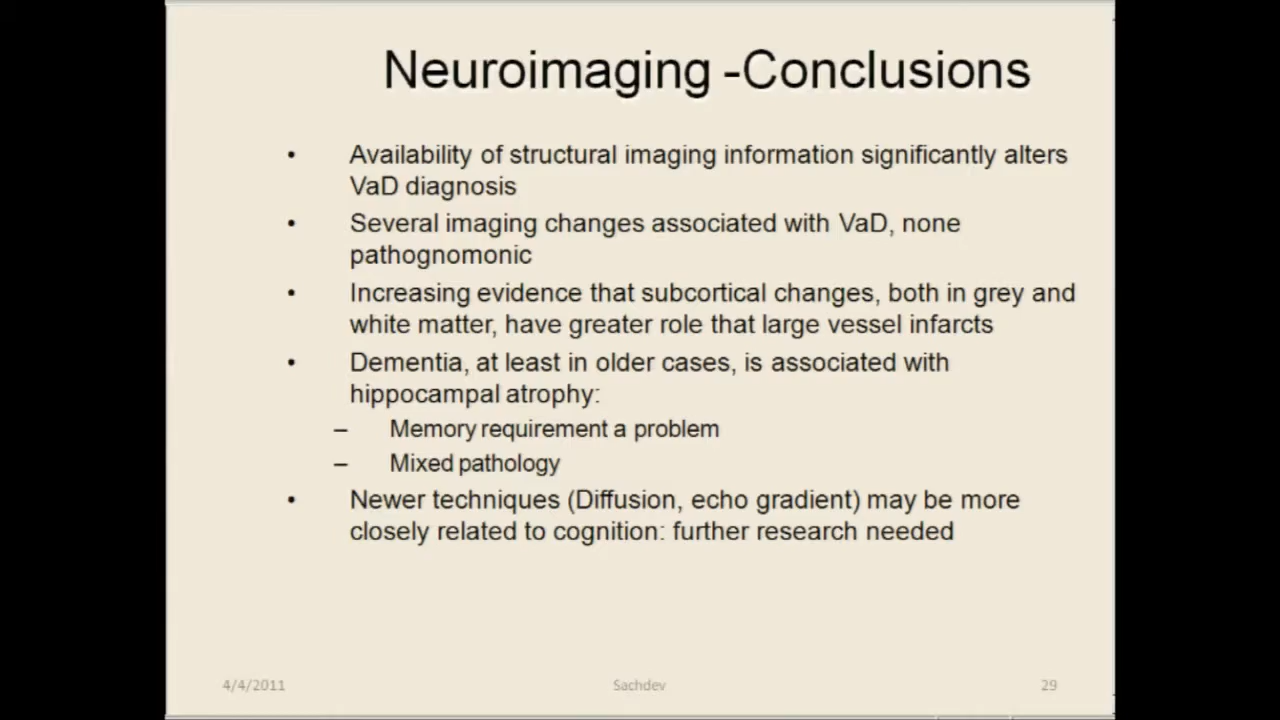 Neuroimaging -Conclusions
• Availability of structural imaging information significantly alters
VaD diagnosis
• Several imaging changes associated with VaD, none
pathognomonic
• Increasing evidence that subcortical changes, both in grey and
white matter, have greater role that large vessel infarcts
• Dementia, at least in older cases, is associated with
hippocampal atrophy:
– Memory requirement a problem
– Mixed pathology
• Newer techniques (Diffusion, echo gradient) may be more
closely related to cognition: further research needed
4/4/2011 Sachdev 29